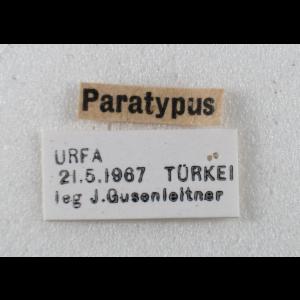 Paratypus
URFA
21.5.1967 TÜRKEI
leg J.Gusenleitner